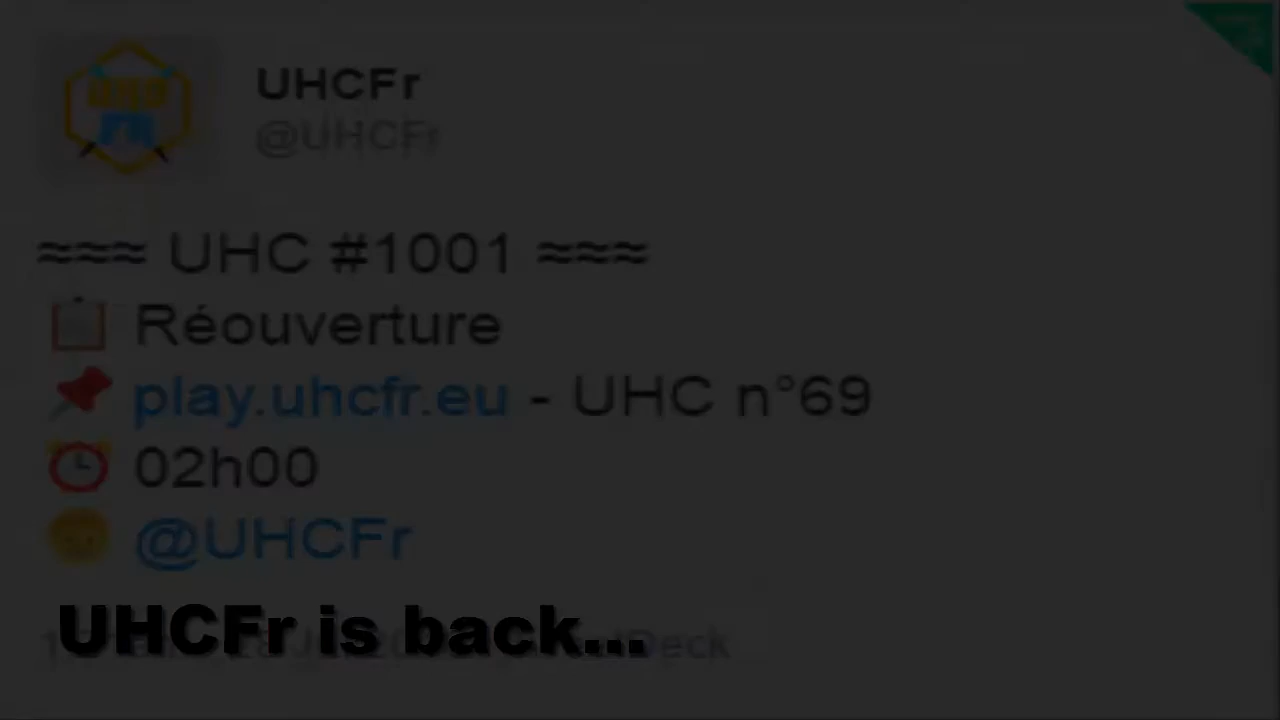 UHCFr
@UHCFr
≈≈≈ UHC #1001 ≈≈≈
Réouverture
play.uhcfr.eu - UHC n°69
02h00
@UHCFr
UHCFr is back...